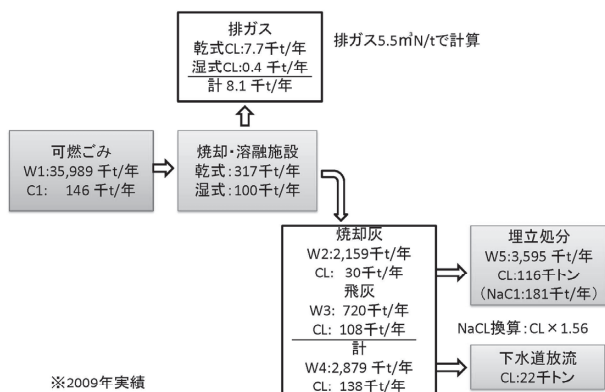 排ガス
乾式CL:7.7千t/年
湿式CL:0.4千t/年
計 8.1千t/年
排ガス5.5㎥N/tで計算
可燃ごみ
W1:35,989 千t/年
C1: 146 千t/年
焼却・溶融施設
乾式:317千t/年
湿式:100千t/年
焼却灰
W2:2,159千t/年
CL: 30千t/年
飛灰
W3: 720千t/年
CL: 108千t/年
計
W4:2,879 千t/年
CL: 138千t/年
埋立処分
W5:3,595 千t/年
CL:116千トン
(NaC1:181千t/年)
NaCL換算:CL×1.56
下水道放流
CL:22千トン
※2009年実績